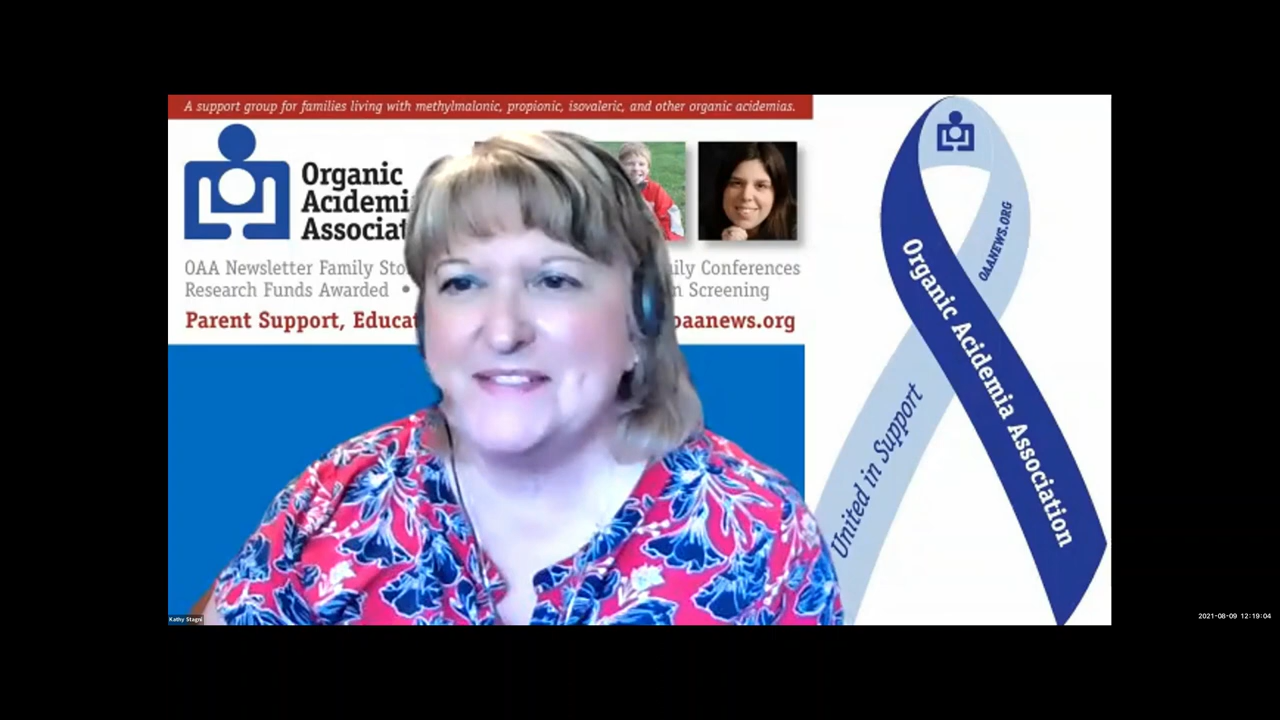 A support group for families living with methylmalonic, propionic, isovaleric, and other organic acidemias.
Organic
Acidemi
Associat
OAA Newsletter Family Sto
ily Conferences
Research Funds Awarded •
n Screening
Parent Support, Educat
oaanews.org
OAANEWS.ORG
Organic Acidemia Association
United in Support
Kathy Stagni
2021-08-09 12:19:04